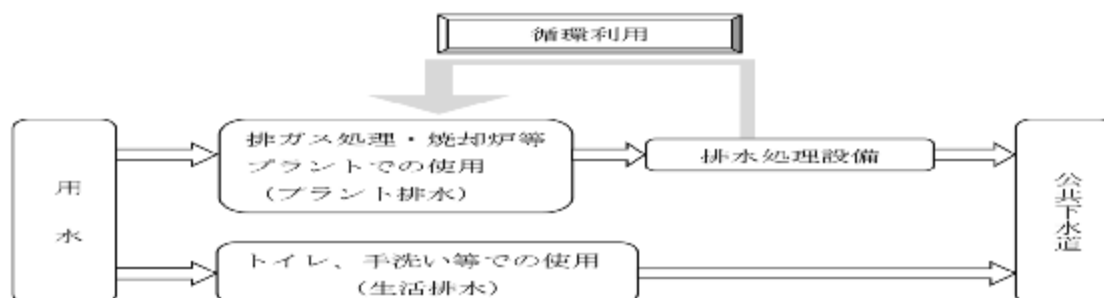 循環利用
排ガス処理・焼却炉等
プラントでの使用
（プラント排水）
排水処理設備
用水
公共下水道
トイレ、手洗い等での使用
（生活排水）